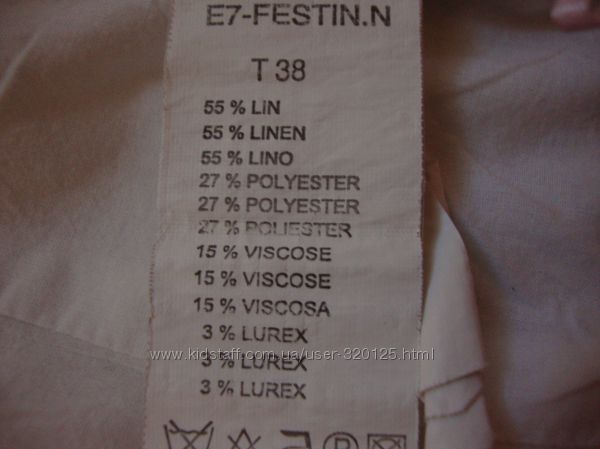 E7-FESTIN.N
T 38
55 % LIN
55 % LINEN
55 % LINO
27 % POLYESTER
27 % POLYESTER
27 % POLIESTER
15 % VISCOSE
15 % VISCOSE
15 % VISCOSA
3 % LUREX
www.kidstaff.com.ua/user-320125.html
3 % LUREX
3 % LUREX
P